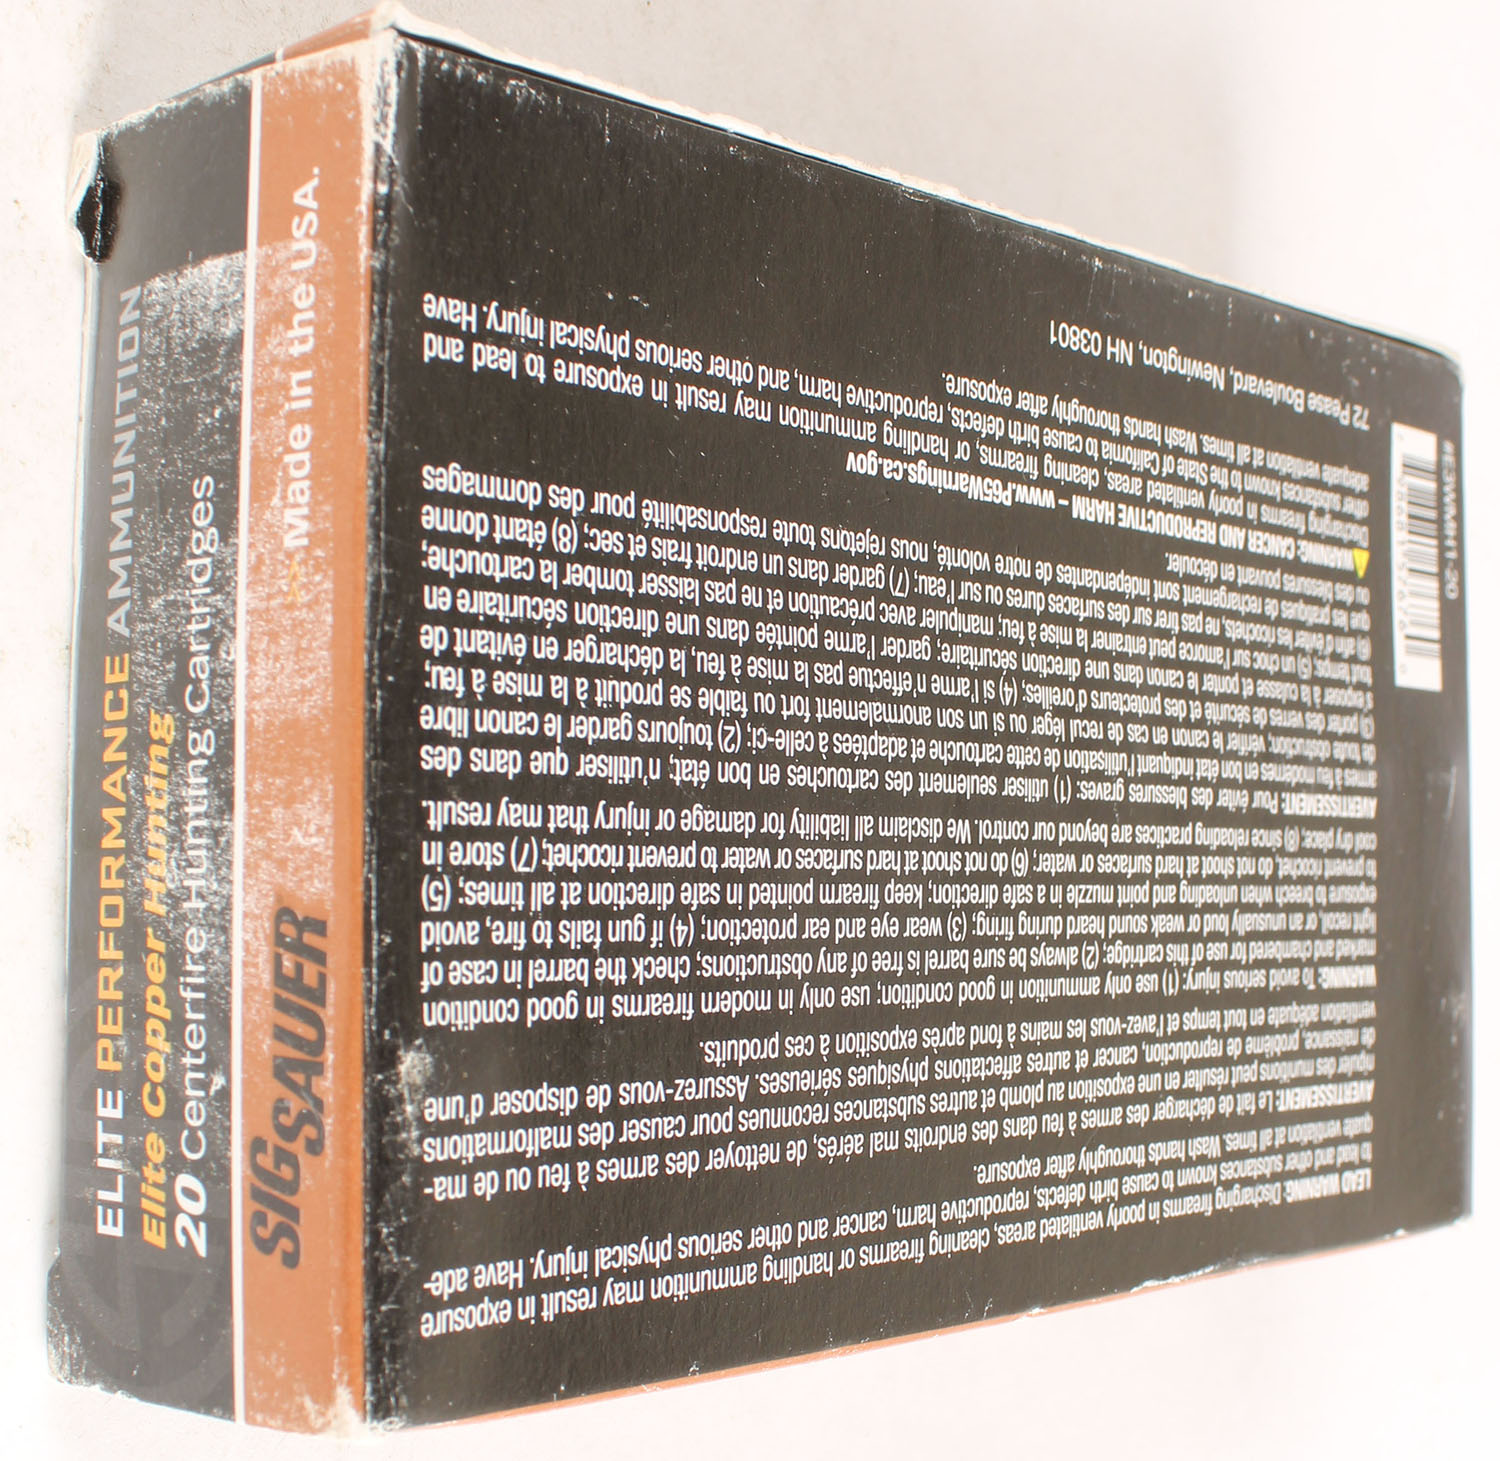 ELITE PERFORMANCE AMMUNITION
Elite Copper Hunting
20 Centerfire Hunting Cartridges
SIG SAUER
>> Made in the USA.
LEAD WARNING: Discharging firearms in poorly ventilated areas, cleaning firearms or handling ammunition may result in exposure
to lead and other substances known to cause birth defects, reproductive harm, cancer and other serious physical injury. Have ade-
quate ventilation at all times. Wash hands thoroughly after exposure.
AVERTISSEMENT: Le fait de décharger des armes à feu dans des endroits mal aérés, de nettoyer des armes à feu ou de ma-
nipuler des munitions peut résulter en une exposition au plomb et autres substances reconnues pour causer des malformations
de naissance, problème de reproduction, cancer et autres affectations physiques sérieuses. Assurez-vous de disposer d'une
ventilation adéquate en tout temps et l'avez-vous les mains à fond après exposition à ces produits.
WARNING: To avoid serious injury: (1) use only ammunition in good condition; use only in modern firearms in good condition
marked and chambered for use of this cartridge; (2) always be sure barrel is free of any obstructions; check the barrel in case of
light recoil, or an unusually loud or weak sound heard during firing; (3) wear eye and ear protection; (4) if gun fails to fire, avoid
exposure to breech when unloading and point muzzle in a safe direction; keep firearm pointed in safe direction at all times; (5)
to prevent ricochet, do not shoot at hard surfaces or water; (6) do not shoot at hard surfaces or water to prevent ricochet; (7) store in
cool dry place; (8) since reloading practices are beyond our control. We disclaim all liability for damage or injury that may result.
AVERTISSEMENT: Pour éviter des blessures graves: (1) utiliser seulement des cartouches en bon état; n'utiliser que dans des
armes à feu modernes en bon état indiquant l'utilisation de cette cartouche et adaptées à celle-ci; (2) toujours garder le canon libre
de toute obstruction; vérifier le canon en cas de recul léger ou si un son anormalement fort ou faible se produit à la mise à feu;
(3) porter des verres de sécurité et des protecteurs d'oreilles; (4) si l'arme n'effectue pas la mise à feu, la décharger en évitant de
s'exposer à la culasse et ponter le canon dans une direction sécuritaire; garder l'arme pointée dans une direction sécuritaire en
tout temps; (5) un choc sur l'amorce peut entraîner la mise à feu; manipuler avec précaution et ne pas laisser tomber la cartouche;
(6) afin d'éviter les ricochets, ne pas tirer sur des surfaces dures ou sur l'eau; (7) garder dans un endroit frais et sec; (8) étant donné
que les pratiques de rechargement sont indépendantes de notre volonté, nous rejetons toute responsabilité pour des dommages
ou des blessures pouvant en découler.
WARNING: CANCER AND REPRODUCTIVE HARM – www.P65Warnings.ca.gov
Discharging firearms in poorly ventilated areas, cleaning firearms, or handling ammunition may result in exposure to lead and
other substances known to the State of California to cause birth defects, reproductive harm, and other serious physical injury. Have
adequate ventilation at all times. Wash hands thoroughly after exposure.
72 Pease Boulevard, Newington, NH 03801
#E3WMH1-20